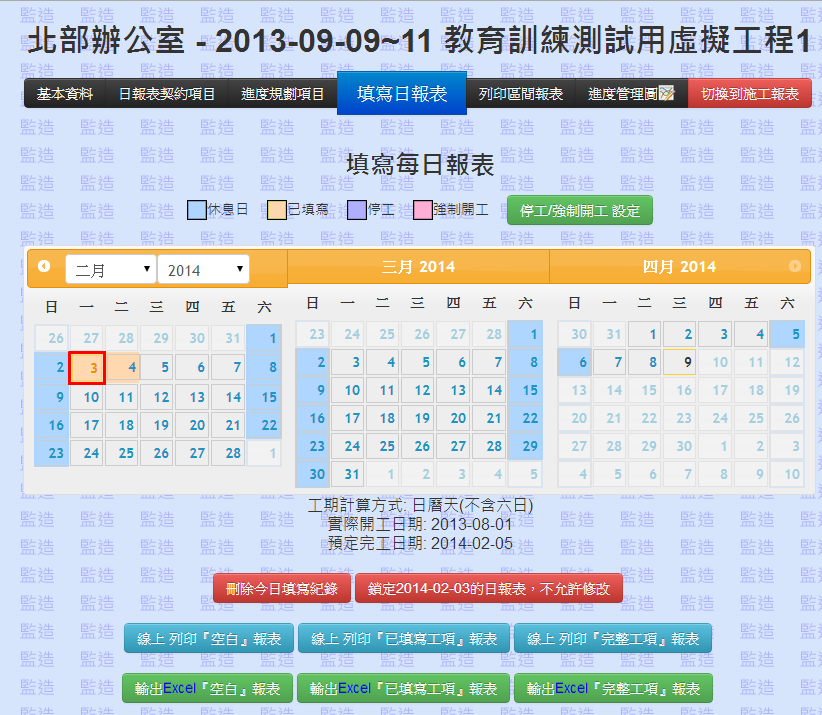 北部辦公室 - 2013-09-09~11 教育訓練測試用虛擬工程1
基本資料 日報表契約項目 進度規劃項目 填寫日報表 列印區間報表 進度管理圖 切換到施工報表
填寫每日報表
休息日 已填寫 停工 強制開工 停工/強制開工 設定
二月 2014
日 一 二 三 四 五 六
26 27 28 29 30 31 1
2 3 4 5 6 7 8
9 10 11 12 13 14 15
16 17 18 19 20 21 22
23 24 25 26 27 28 1
三月 2014
日 一 二 三 四 五 六
23 24 25 26 27 28 1
2 3 4 5 6 7 8
9 10 11 12 13 14 15
16 17 18 19 20 21 22
23 24 25 26 27 28 29
30 31 1 2 3 4 5
四月 2014
日 一 二 三 四 五 六
30 31 1 2 3 4 5
6 7 8 9 10 11 12
13 14 15 16 17 18 19
20 21 22 23 24 25 26
27 28 29 30 1 2 3
4 5 6 7 8 9 10
工期計算方式: 日曆天(不含六日)
實際開工日期: 2013-08-01
預定完工日期: 2014-02-05
刪除今日填寫紀錄 鎖定2014-02-03的日報表，不允許修改
線上 列印『空白』報表 線上 列印『已填寫工項』報表 線上 列印『完整工項』報表
輸出Excel『空白』報表 輸出Excel『已填寫工項』報表 輸出Excel『完整工項』報表